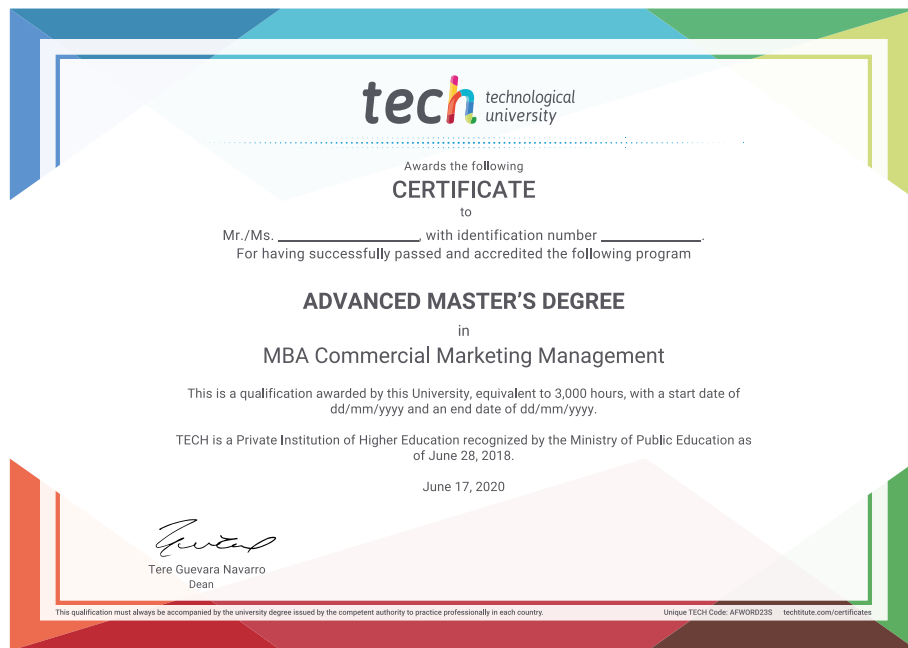 tech technological
university
Awards the following
CERTIFICATE
to
Mr./Ms. ____________________, with identification number ______________.
For having successfully passed and accredited the following program
ADVANCED MASTER'S DEGREE
in
MBA Commercial Marketing Management
This is a qualification awarded by this University, equivalent to 3,000 hours, with a start date of
dd/mm/yyyy and an end date of dd/mm/yyyy.
TECH is a Private Institution of Higher Education recognized by the Ministry of Public Education as
of June 28, 2018.
June 17, 2020
Tere Guevara Navarro
Dean
This qualification must always be accompanied by the university degree issued by the competent authority to practice professionally in each country. Unique TECH Code: AFWORD23S techtitute.com/certificates